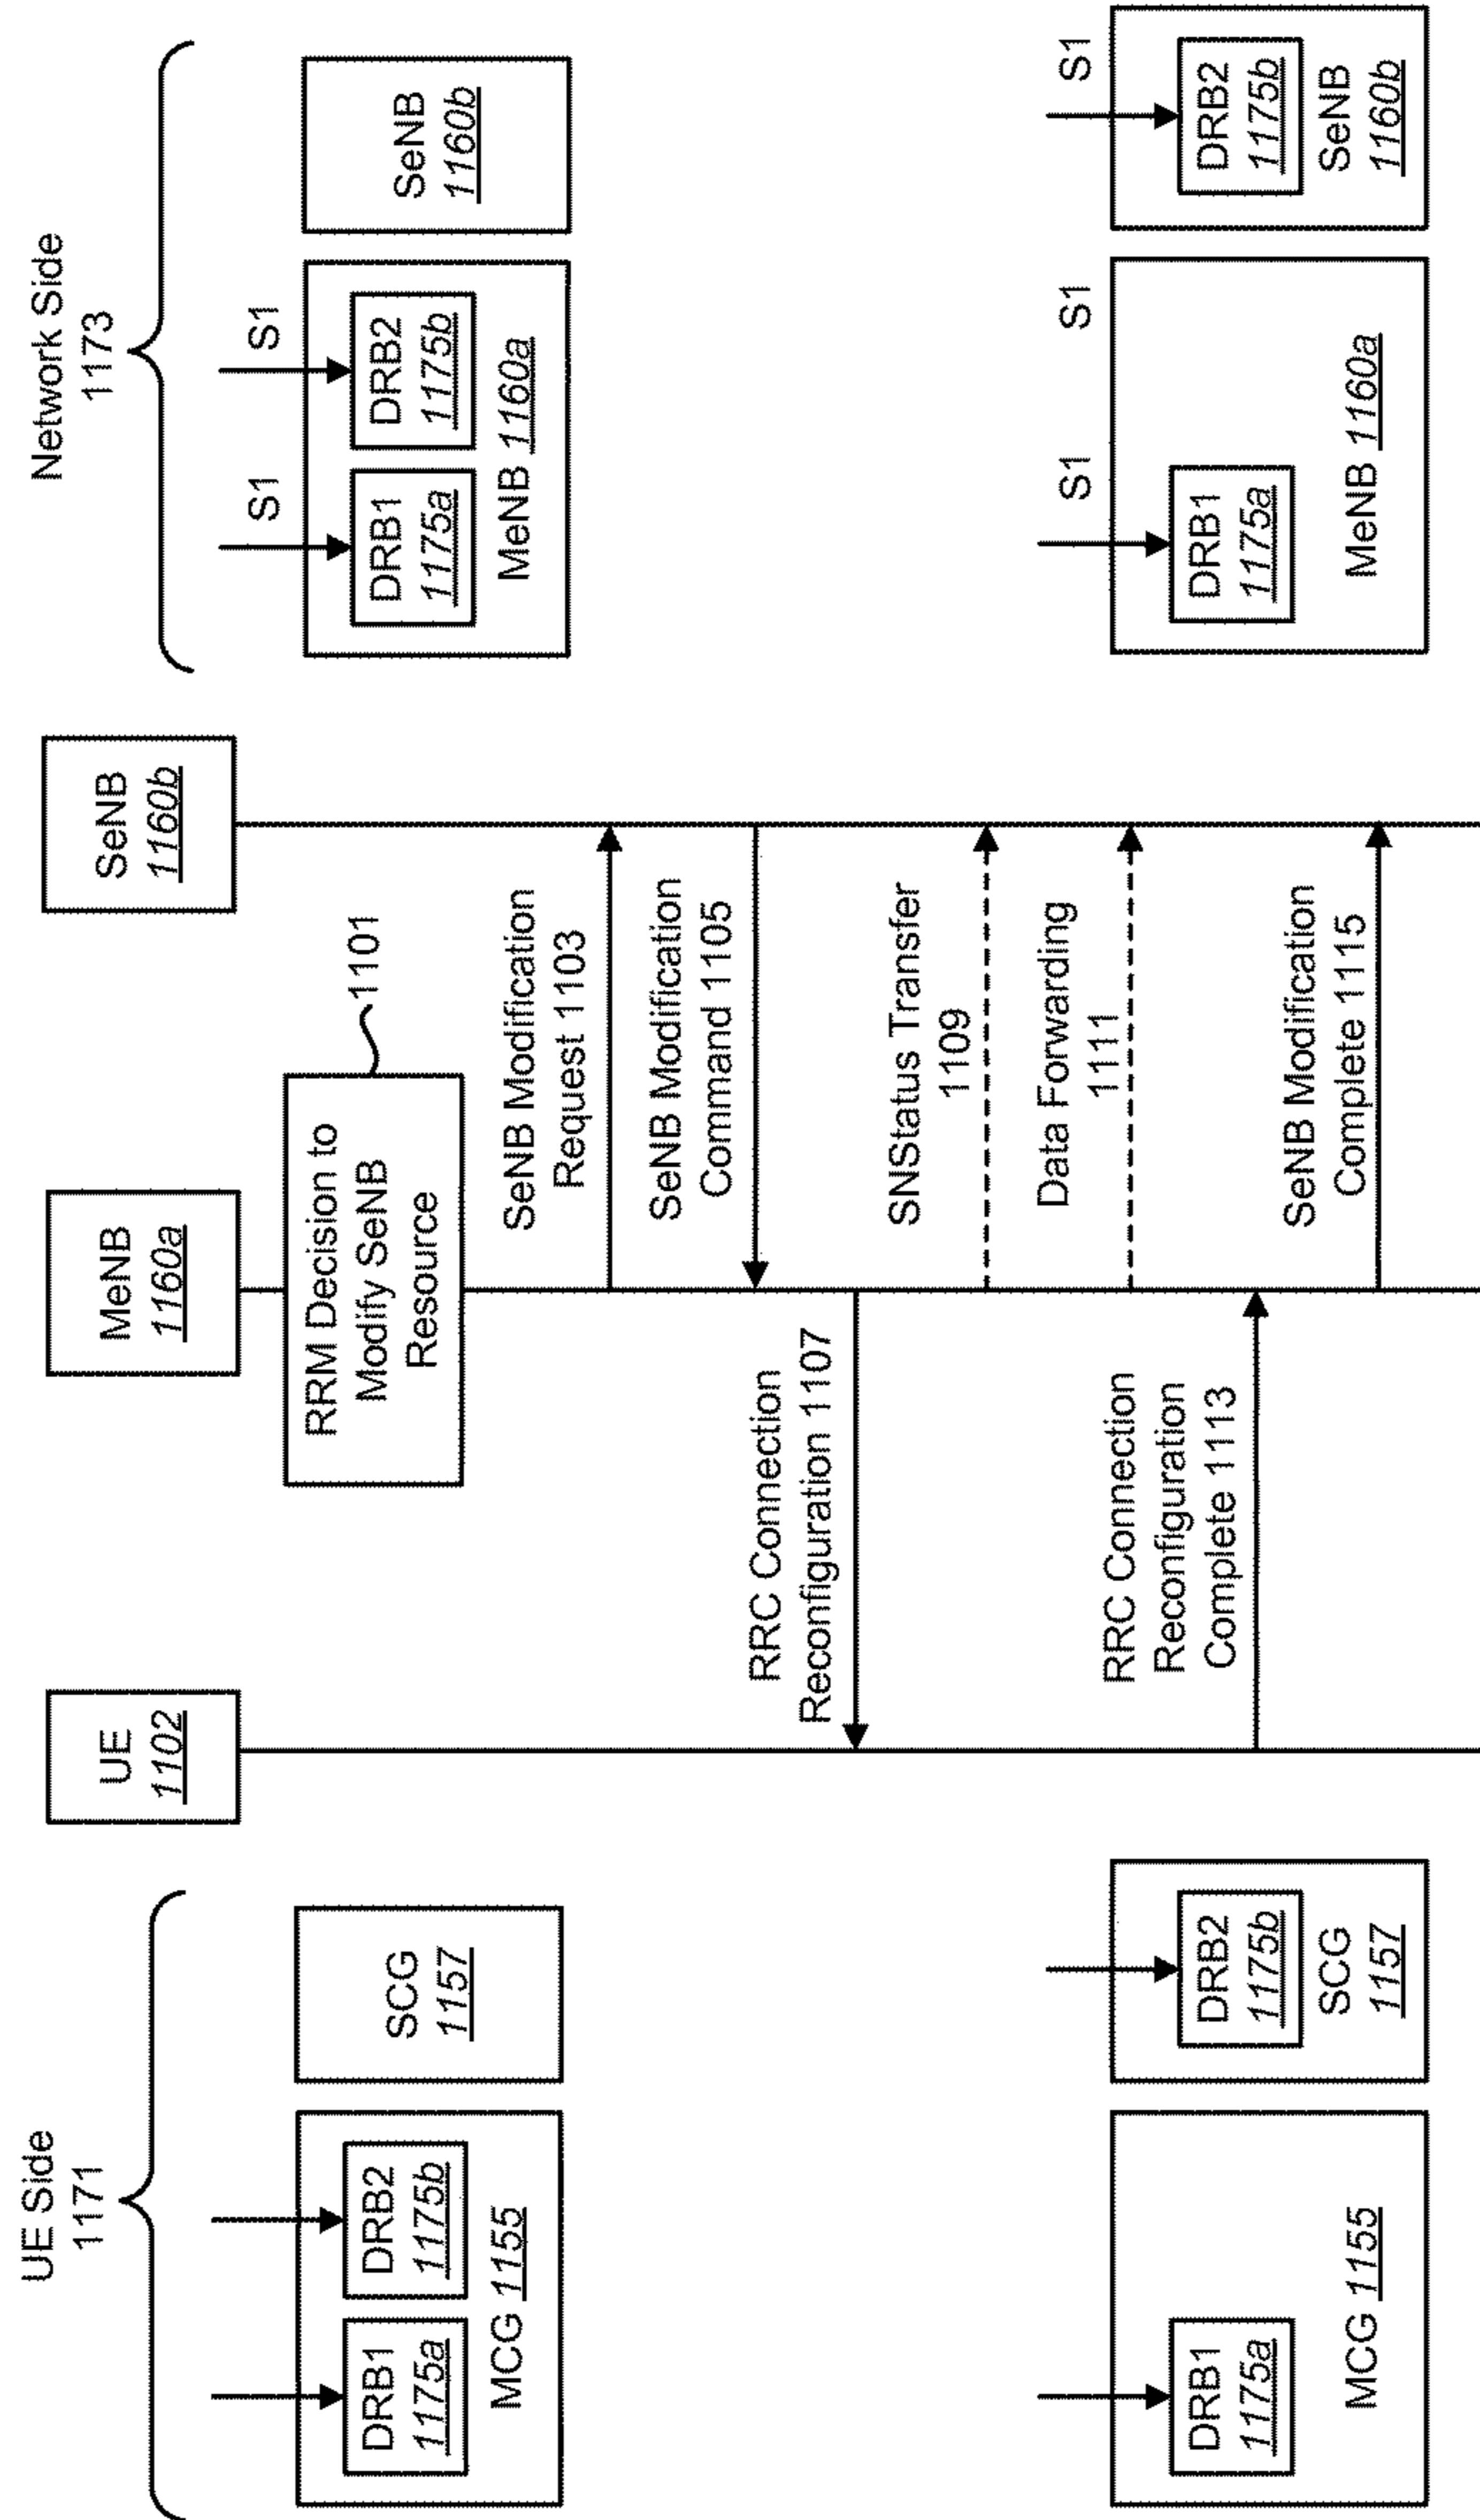 UE Side
1171
DRB1
1175a
DRB2
1175b
MCG 1155
SCG
1157
DRB1
1175a
MCG 1155
DRB2
1175b
SCG
1157
UE
1102
MeNB
1160a
SeNB
1160b
RRM Decision to
Modify SeNB
Resource
1101
SeNB Modification
Request 1103
SeNB Modification
Command 1105
RRC Connection
Reconfiguration 1107
SNStatus Transfer
1109
Data Forwarding
1111
RRC Connection
Reconfiguration
Complete 1113
SeNB Modification
Complete 1115
Network Side
1173
S1
S1
DRB1
1175a
DRB2
1175b
MeNB 1160a
SeNB
1160b
S1
S1
S1
DRB1
1175a
MeNB 1160a
DRB2
1175b
SeNB
1160b